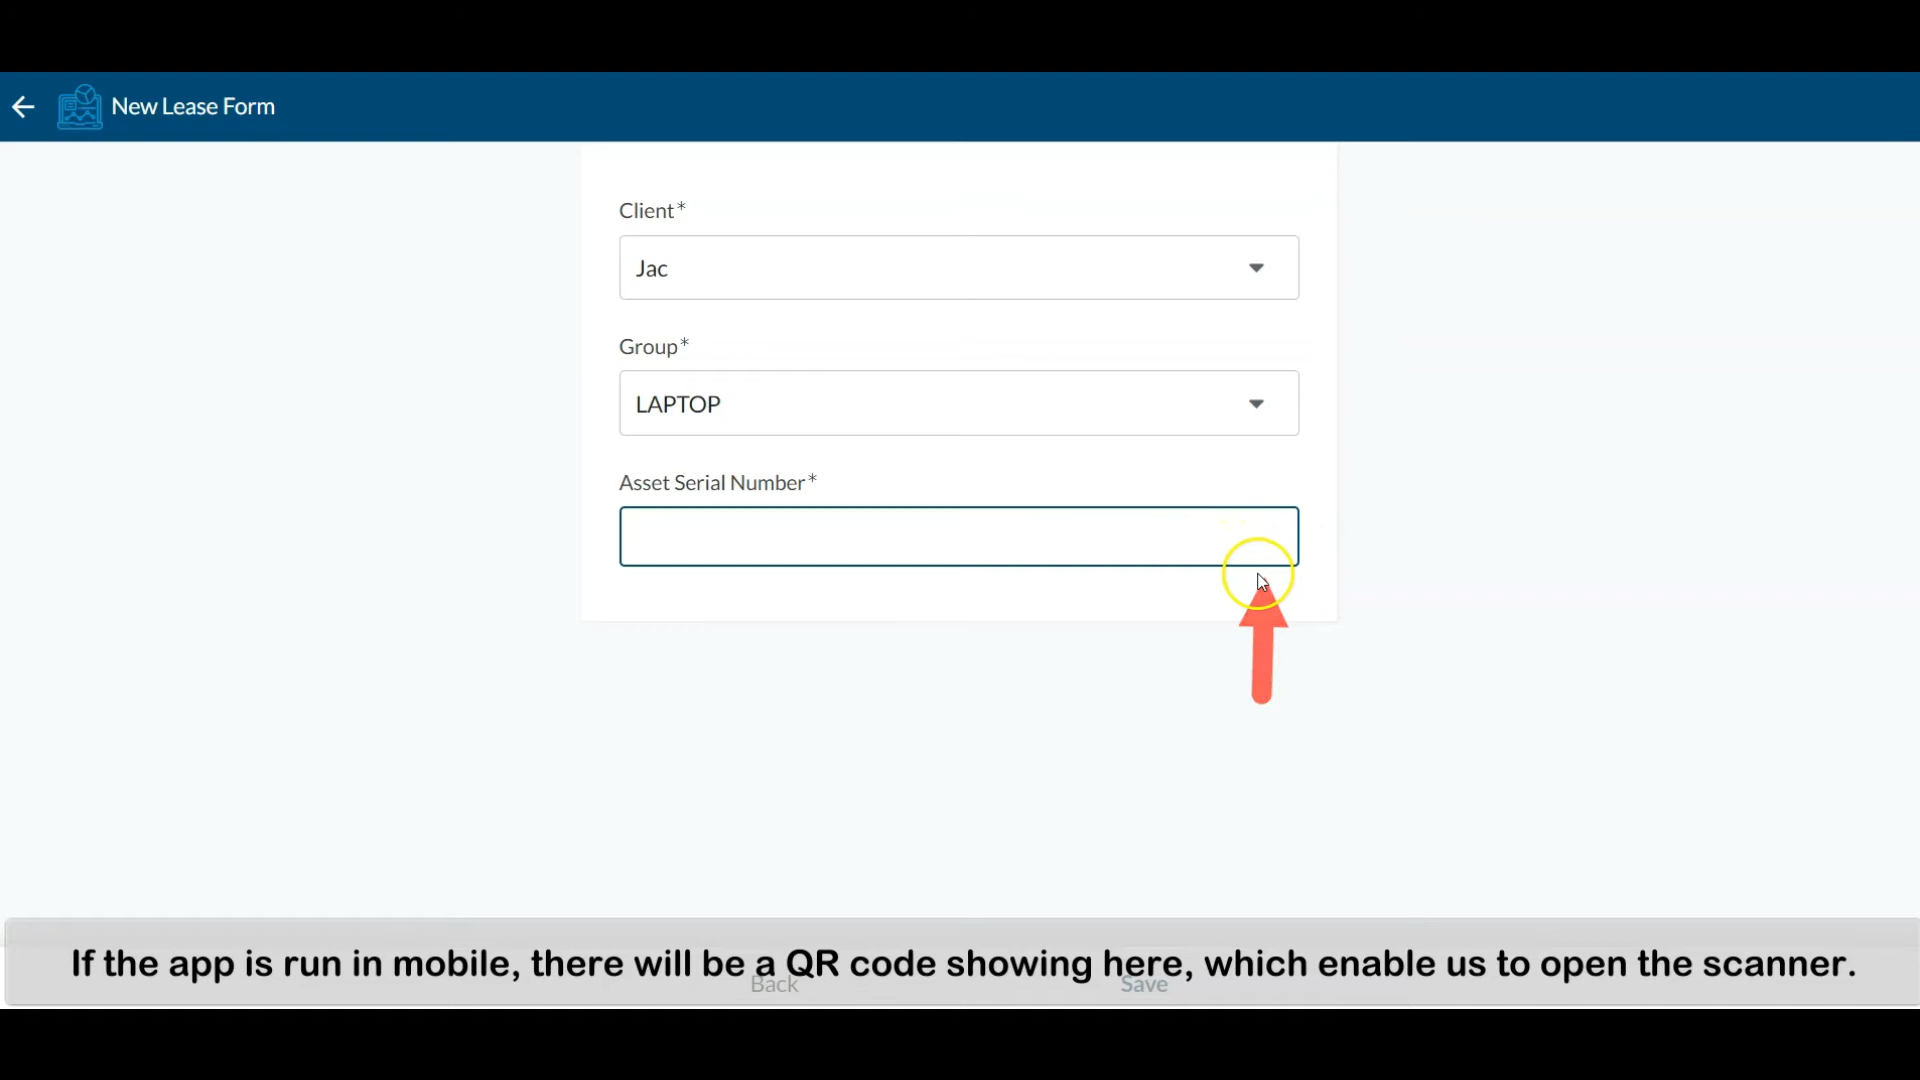 New Lease Form
Client*
Jac
Group*
LAPTOP
Asset Serial Number*
If the app is run in mobile, there will be a QR code showing here, which enable us to open the scanner.
Back
Save